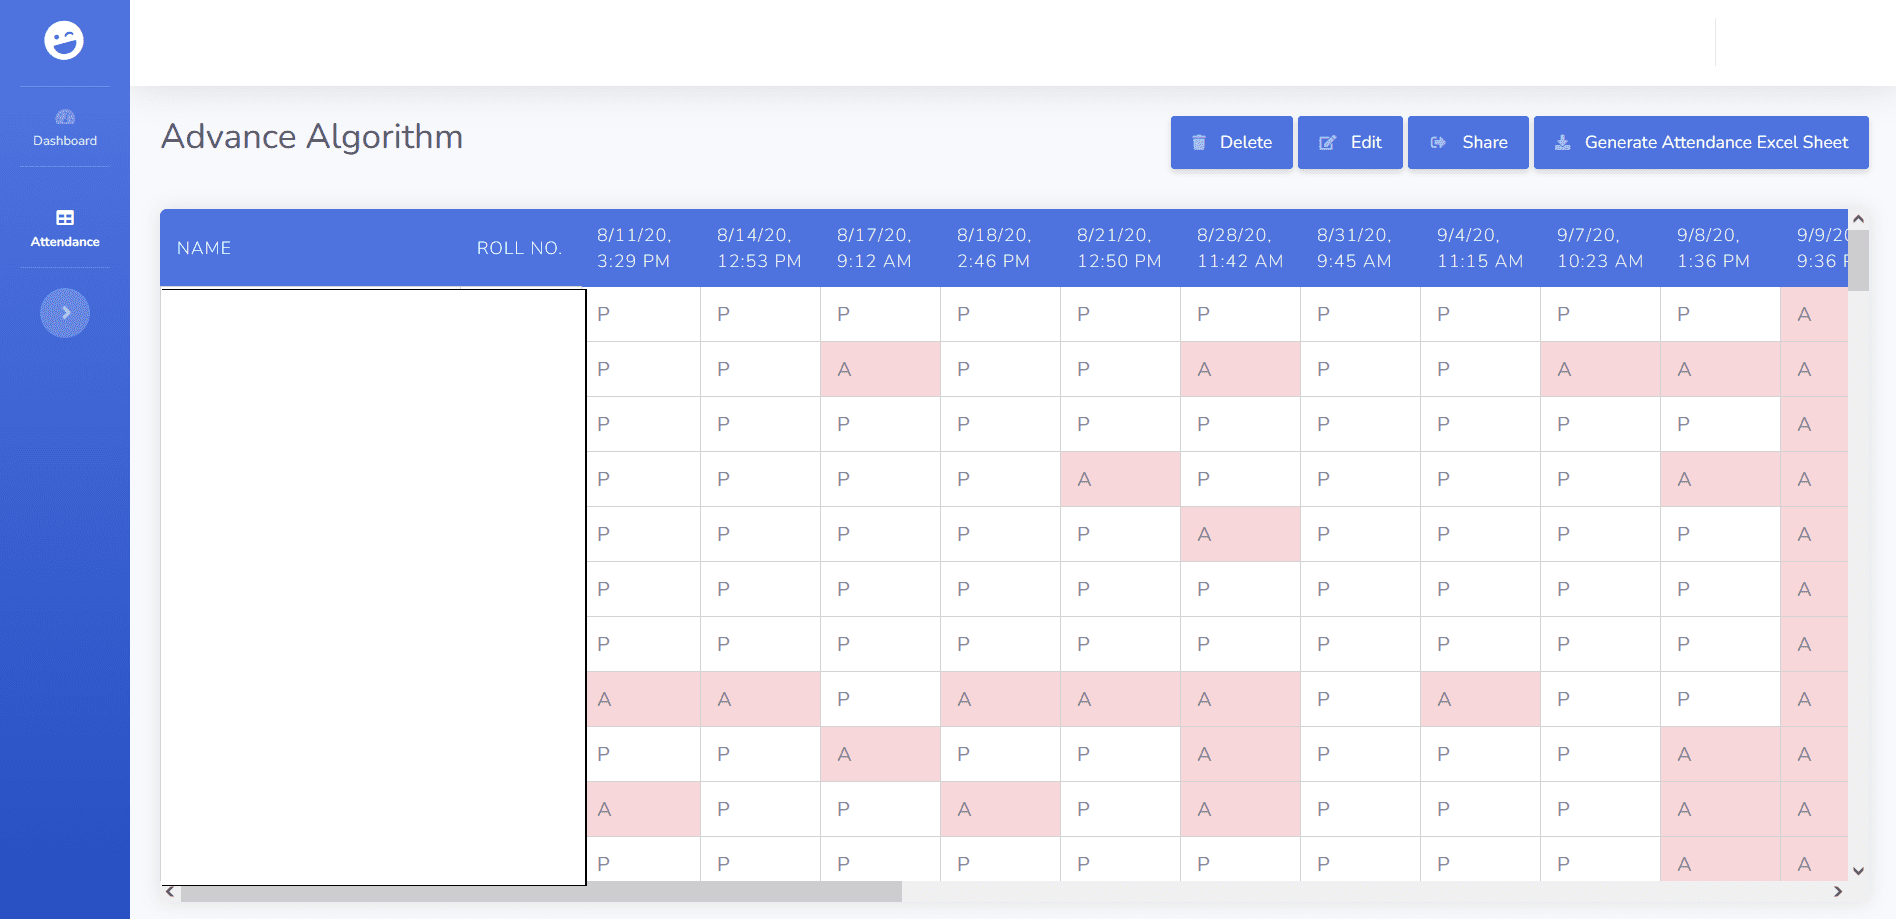 Dashboard
Attendance
Advance Algorithm
Delete
Edit
Share
Generate Attendance Excel Sheet
NAME ROLL NO. 8/11/20, 3:29 PM 8/14/20, 12:53 PM 8/17/20, 9:12 AM 8/18/20, 2:46 PM 8/21/20, 12:50 PM 8/28/20, 11:42 AM 8/31/20, 9:45 AM 9/4/20, 11:15 AM 9/7/20, 10:23 AM 9/8/20, 1:36 PM 9/9/20 9:36
P P P P P P P P P P A
P P A P P A P P A A A
P P P P P P P P P P A
P P P P A P P P P A A
P P P P P A P P P P A
P P P P P P P P P P A
P P P P P P P P P P A
A A P A A A P A P P A
P P A P P A P P P A A
A P P A P A P P P A A
P P P P P P P P P A A